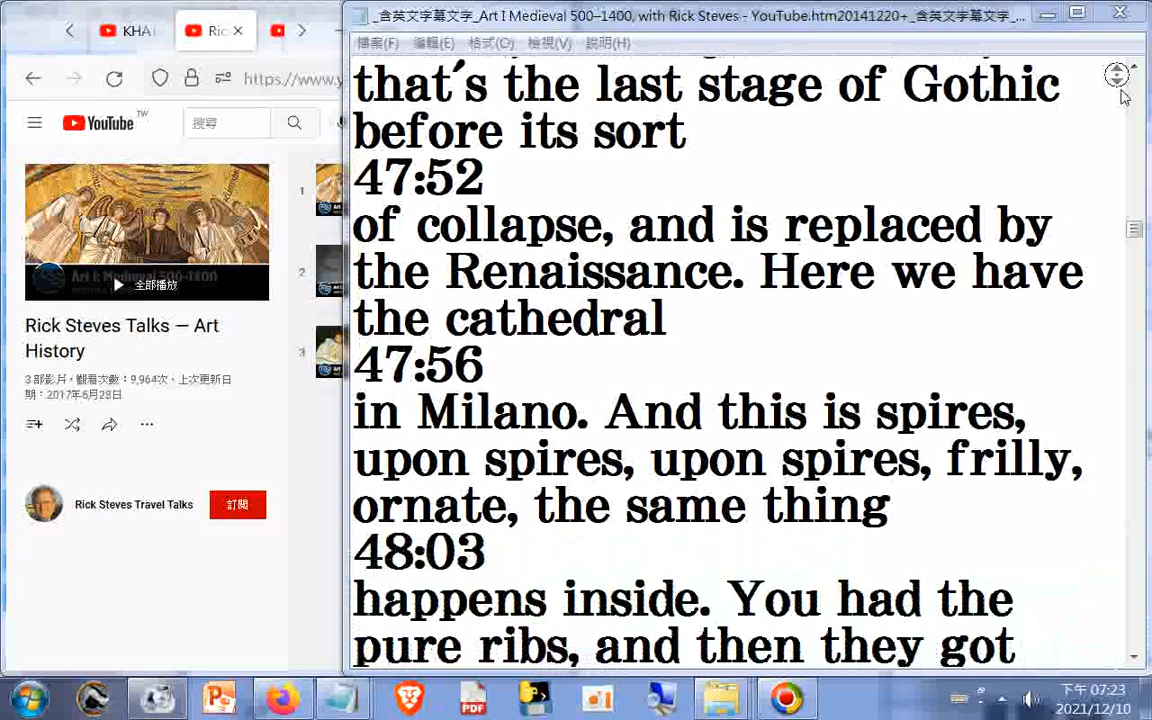 KHAI
Ric
https://www.y
YouTube TW
搜尋
Art I: Medieval 500-1400
全部播放
Rick Steves Talks — Art
History
3 部影片
觀看次數：9,964次
上次更新日
期：2017年6月28日
1
2
3
Rick Steves Travel Talks
訂閱
_含英文字幕文字_Art I Medieval 500–1400, with Rick Steves - YouTube.htm20141220+_含英文字幕文字_...
檔案(F) 編輯(E) 格式(O) 檢視(V) 說明(H)
that's the last stage of Gothic
before its sort
47:52
of collapse, and is replaced by
the Renaissance. Here we have
the cathedral
47:56
in Milano. And this is spires,
upon spires, upon spires, frilly,
ornate, the same thing
48:03
happens inside. You had the
pure ribs, and then they got
PDF
下午 07:23
2021/12/10